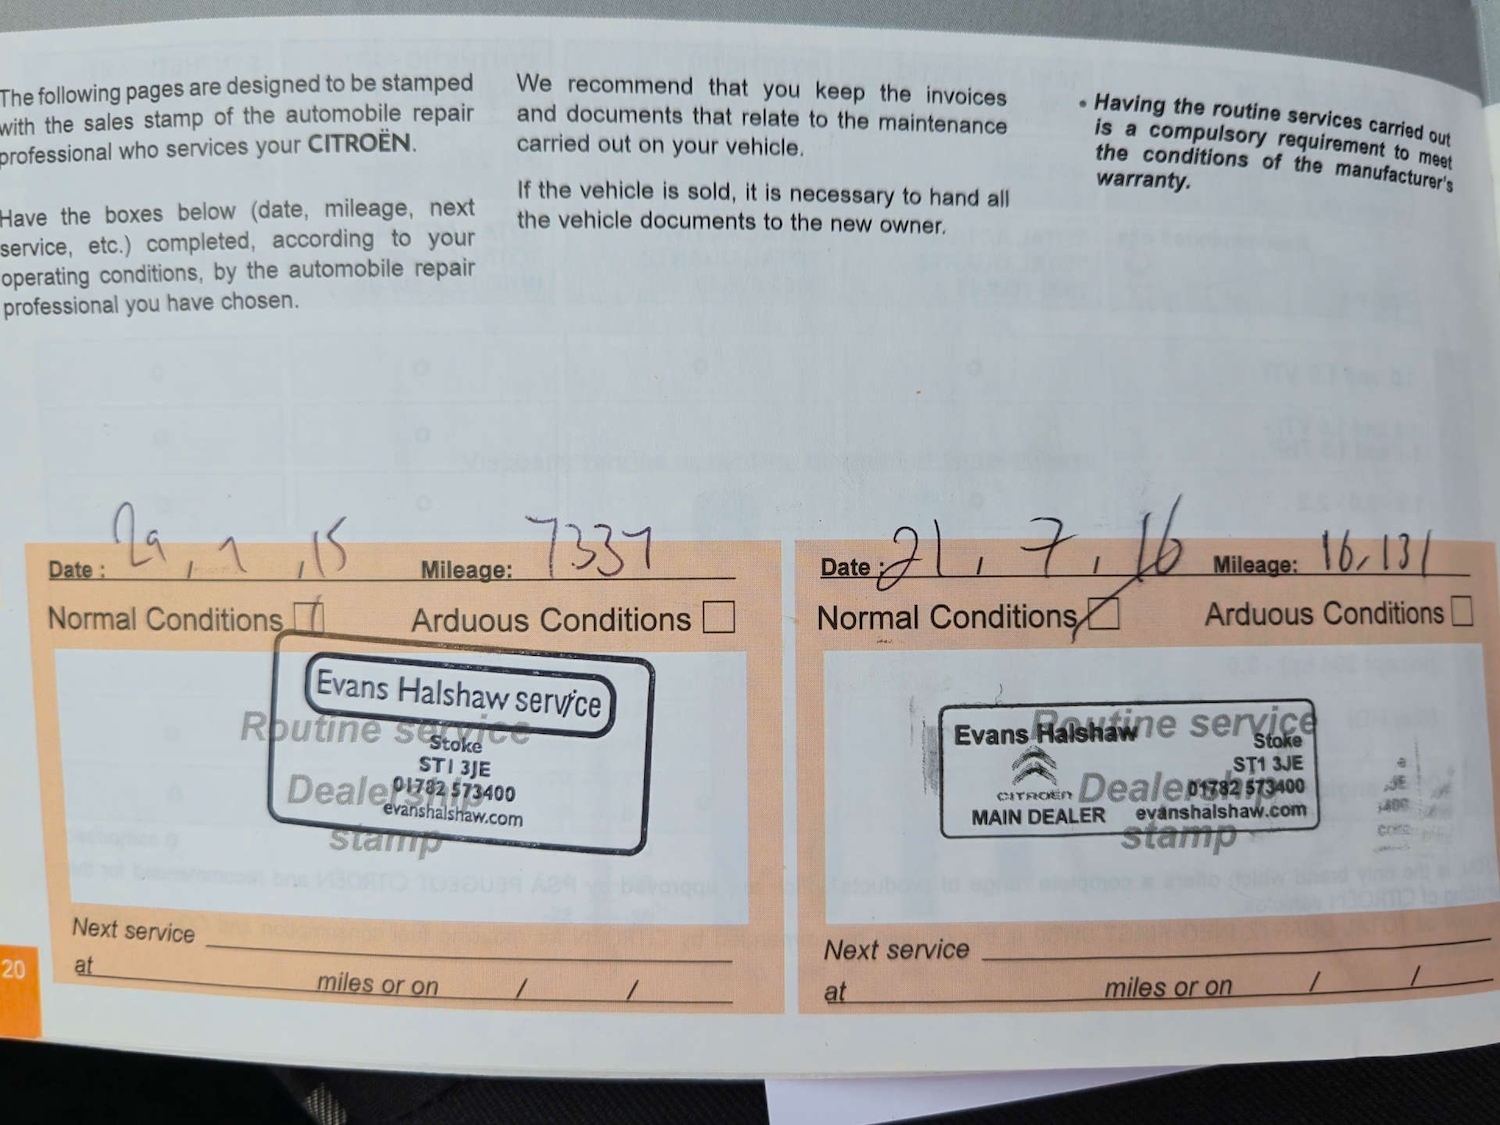 The following pages are designed to be stamped
with the sales stamp of the automobile repair
professional who services your CITROËN.
Have the boxes below (date, mileage, next
service, etc.) completed, according to your
operating conditions, by the automobile repair
professional you have chosen.
We recommend that you keep the invoices
and documents that relate to the maintenance
carried out on your vehicle.
If the vehicle is sold, it is necessary to hand all
the vehicle documents to the new owner.
• Having the routine services carried out
is a compulsory requirement to meet
the conditions of the manufacturer's
warranty.
Date : / / 15 Mileage:
Normal Conditions Arduous Conditions
Evans Halshaw service
Routine service
Stoke
ST1 3JE
Dealership
01782 573400
evanshalshaw.com
stamp
Next service
at miles or on / /
Date : 21 / 7 / 16 Mileage: 16,131
Normal Conditions Arduous Conditions
Routine service
Evans Halshaw Stoke
ST1 3JE
CITROËN Dealership 01782 573400
MAIN DEALER evanshalshaw.com
stamp
Next service
at miles or on / /
20